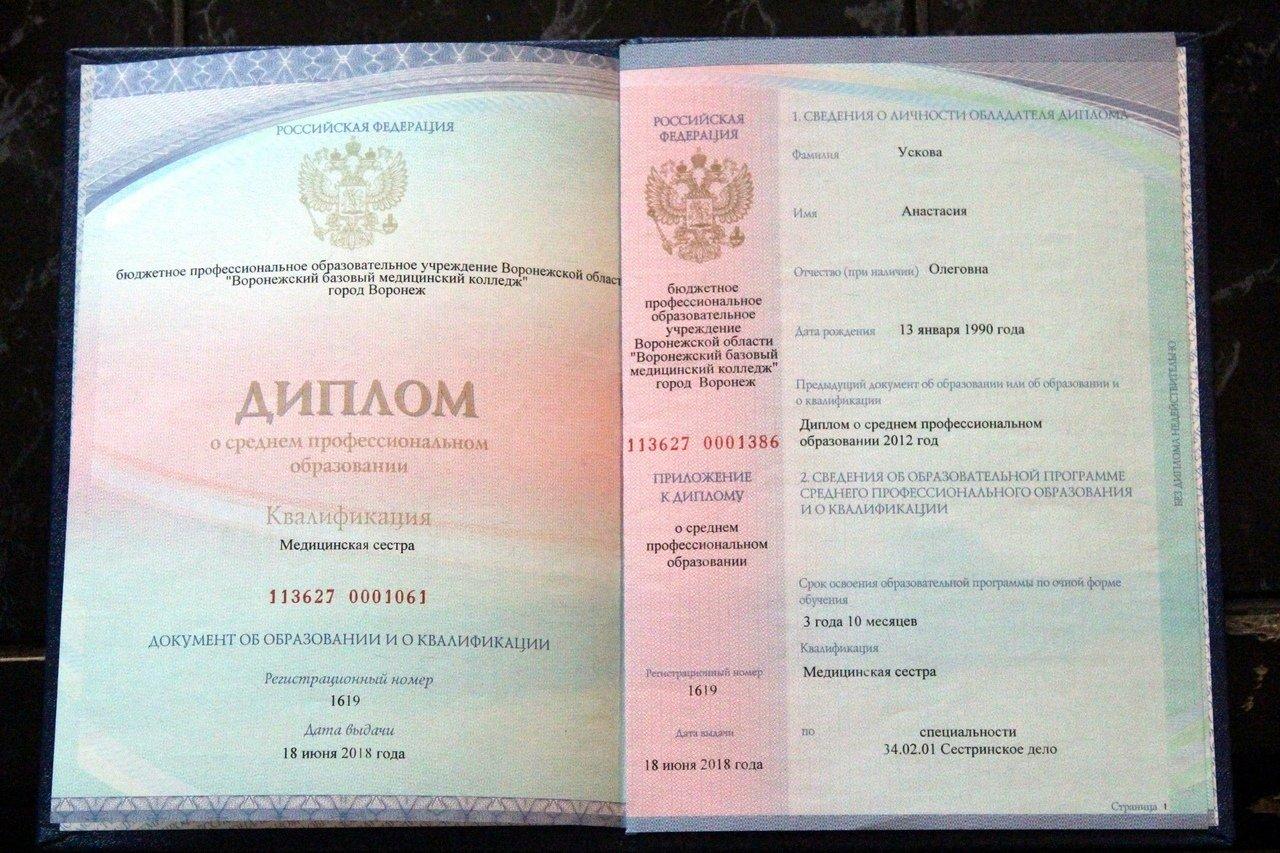 РОССИЙСКАЯ ФЕДЕРАЦИЯ
бюджетное профессиональное образовательное учреждение Воронежской област
"Воронежский базовый медицинский колледж"
город Воронеж
ДИПЛОМ
о среднем профессиональном
образовании
Квалификация
Медицинская сестра
113627 0001061
ДОКУМЕНТ ОБ ОБРАЗОВАНИИ И О КВАЛИФИКАЦИИ
Регистрационный номер
1619
Дата выдачи
18 июня 2018 года
РОССИЙСКАЯ
ФЕДЕРАЦИЯ
бюджетное
профессиональное
образовательное
учреждение
Воронежской области
"Воронежский базовый
медицинский колледж"
город Воронеж
113627 0001386
ПРИЛОЖЕНИЕ
К ДИПЛОМУ
о среднем
профессиональном
образовании
Регистрационный номер
1619
Дата выдачи
18 июня 2018 года
1. СВЕДЕНИЯ О ЛИЧНОСТИ ОБЛАДАТЕЛЯ ДИПЛОМА
Фамилия Ускова
Имя Анастасия
Отчество (при наличии) Олеговна
Дата рождения 13 января 1990 года
Предыдущий документ об образовании или об образовании и
о квалификации
Диплом о среднем профессиональном
образовании 2012 год
2. СВЕДЕНИЯ ОБ ОБРАЗОВАТЕЛЬНОЙ ПРОГРАММЕ
СРЕДНЕГО ПРОФЕССИОНАЛЬНОГО ОБРАЗОВАНИЯ
И О КВАЛИФИКАЦИИ
Срок освоения образовательной программы по очной форме
обучения
3 года 10 месяцев
Квалификация
Медицинская сестра
по специальности
34.02.01 Сестринское дело
Страница 1
БЕЗ ДИПЛОМА НЕДЕЙСТВИТЕЛЬНО